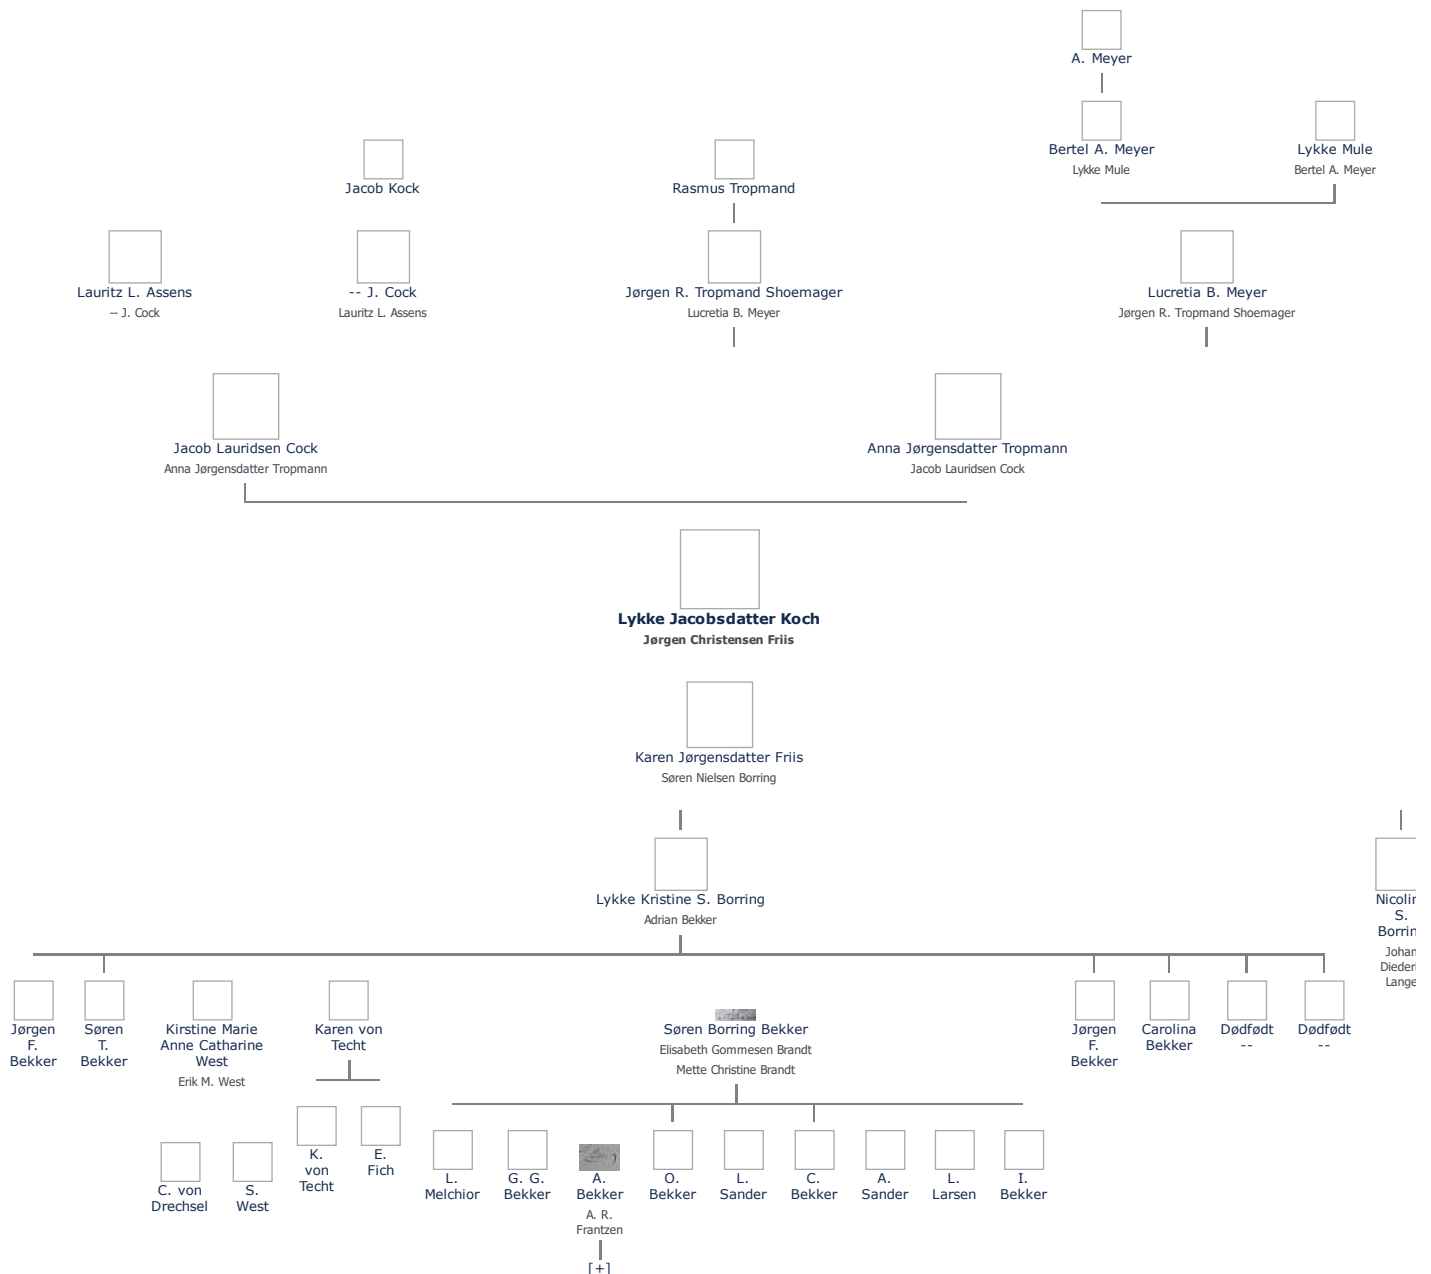 A. Meyer
Bertel A. Meyer
Lykke Mule
Lykke Mule
Bertel A. Meyer
Jacob Kock
Rasmus Tropmand
Lauritz L. Assens
-- J. Cock
-- J. Cock
Lauritz L. Assens
Jørgen R. Tropmand Shoemager
Lucretia B. Meyer
Lucretia B. Meyer
Jørgen R. Tropmand Shoemager
Jacob Lauridsen Cock
Anna Jørgensdatter Tropmann
Anna Jørgensdatter Tropmann
Jacob Lauridsen Cock
Lykke Jacobsdatter Koch
Jørgen Christensen Friis
Karen Jørgensdatter Friis
Søren Nielsen Borring
Lykke Kristine S. Borring
Adrian Bekker
S.
Jørgen
F.
Bekker
Søren
T.
Bekker
Kirstine Marie
Anne Catharine
West
Erik M. West
Karen von
Techt
Søren Borring Bekker
Elisabeth Gommesen Brandt
Mette Christine Brandt
Jørgen
F.
Bekker
Carolina
Bekker
Dødfødt
--
Dødfødt
--
C. von
Drechsel
S.
West
K.
von
Techt
E.
Fich
L.
Melchior
G. G.
Bekker
A.
Bekker
A. R.
Frantzen
[+]
O.
Bekker
L.
Sander
C.
Bekker
A.
Sander
L.
Larsen
I.
Bekker